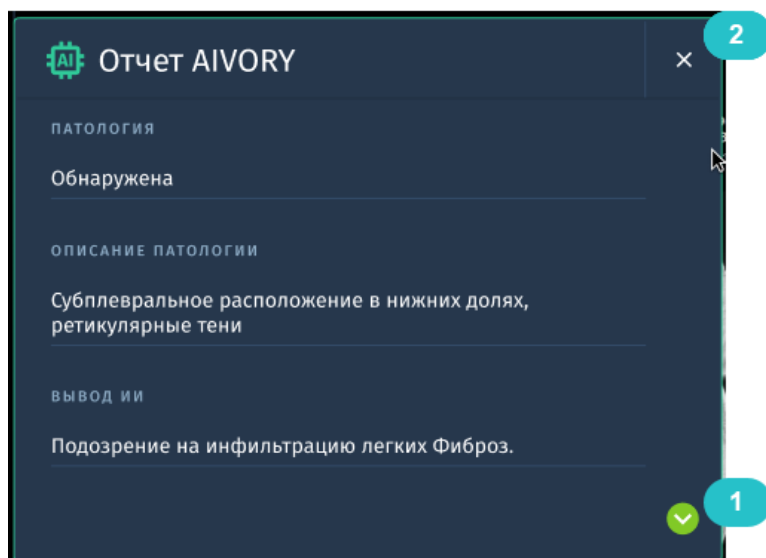 2
AI Отчет AIVORY
ПАТОЛОГИЯ
Обнаружена
ОПИСАНИЕ ПАТОЛОГИИ
Субплевральное расположение в нижних долях,
ретикулярные тени
ВЫВОД ИИ
Подозрение на инфильтрацию легких Фиброз.
1